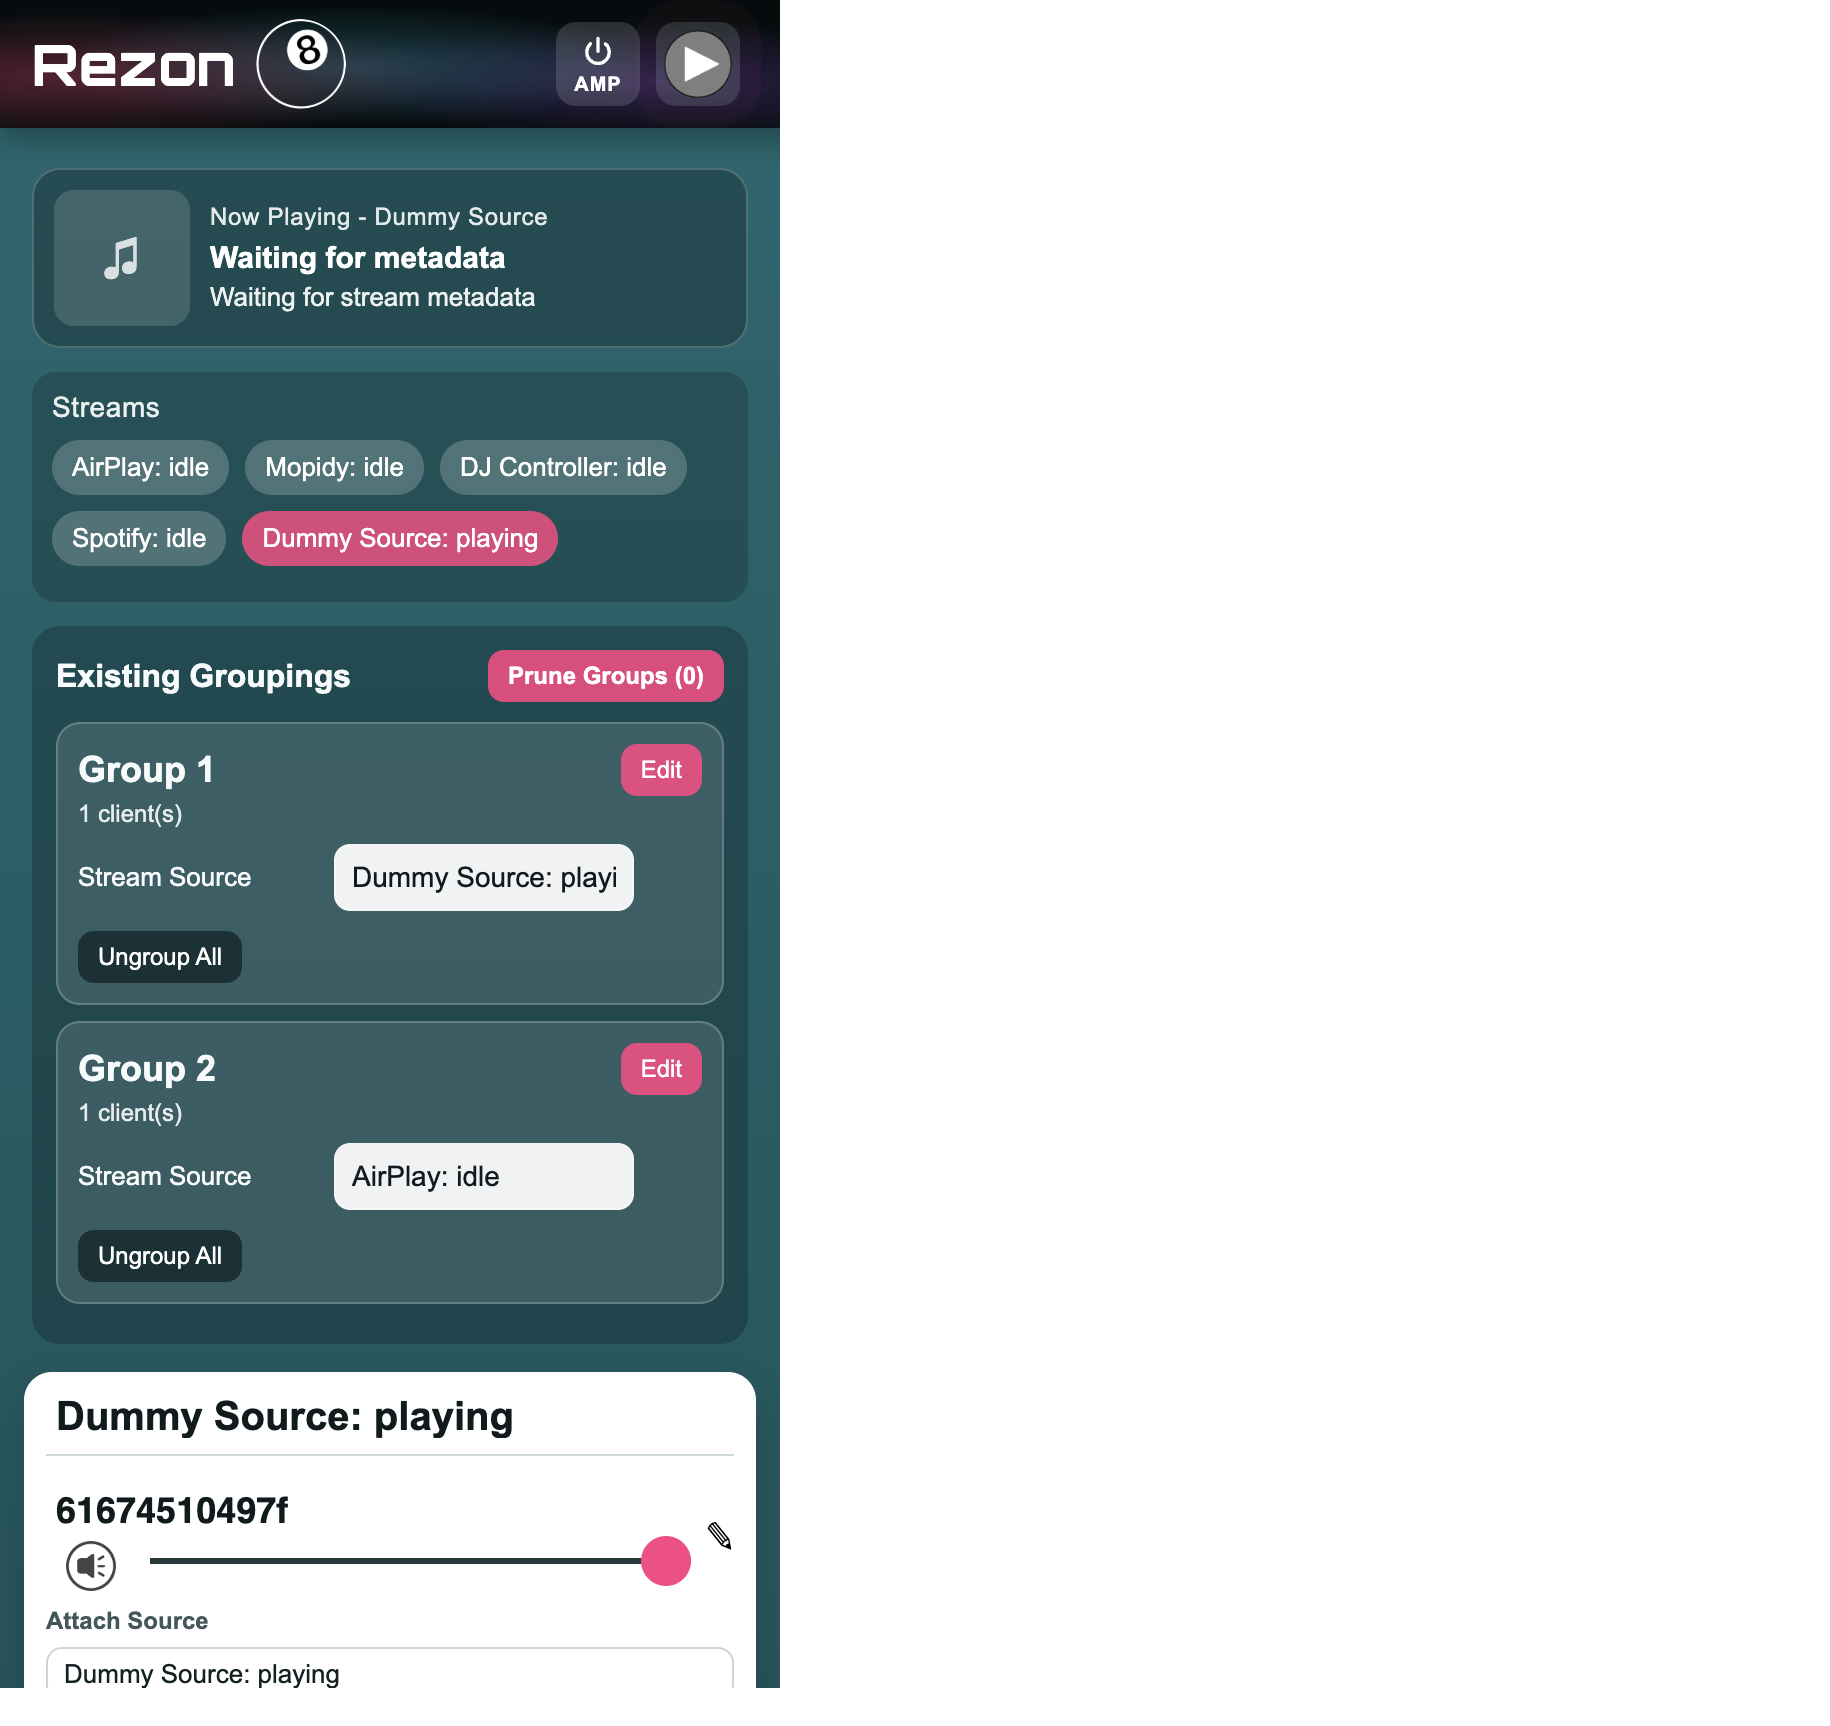 Rezon 8
AMP
Now Playing - Dummy Source
Waiting for metadata
Waiting for stream metadata
Streams
AirPlay: idle
Mopidy: idle
DJ Controller: idle
Spotify: idle
Dummy Source: playing
Existing Groupings
Prune Groups (0)
Group 1
Edit
1 client(s)
Stream Source
Dummy Source: playi
Ungroup All
Group 2
Edit
1 client(s)
Stream Source
AirPlay: idle
Ungroup All
Dummy Source: playing
61674510497f
Attach Source
Dummy Source: playing